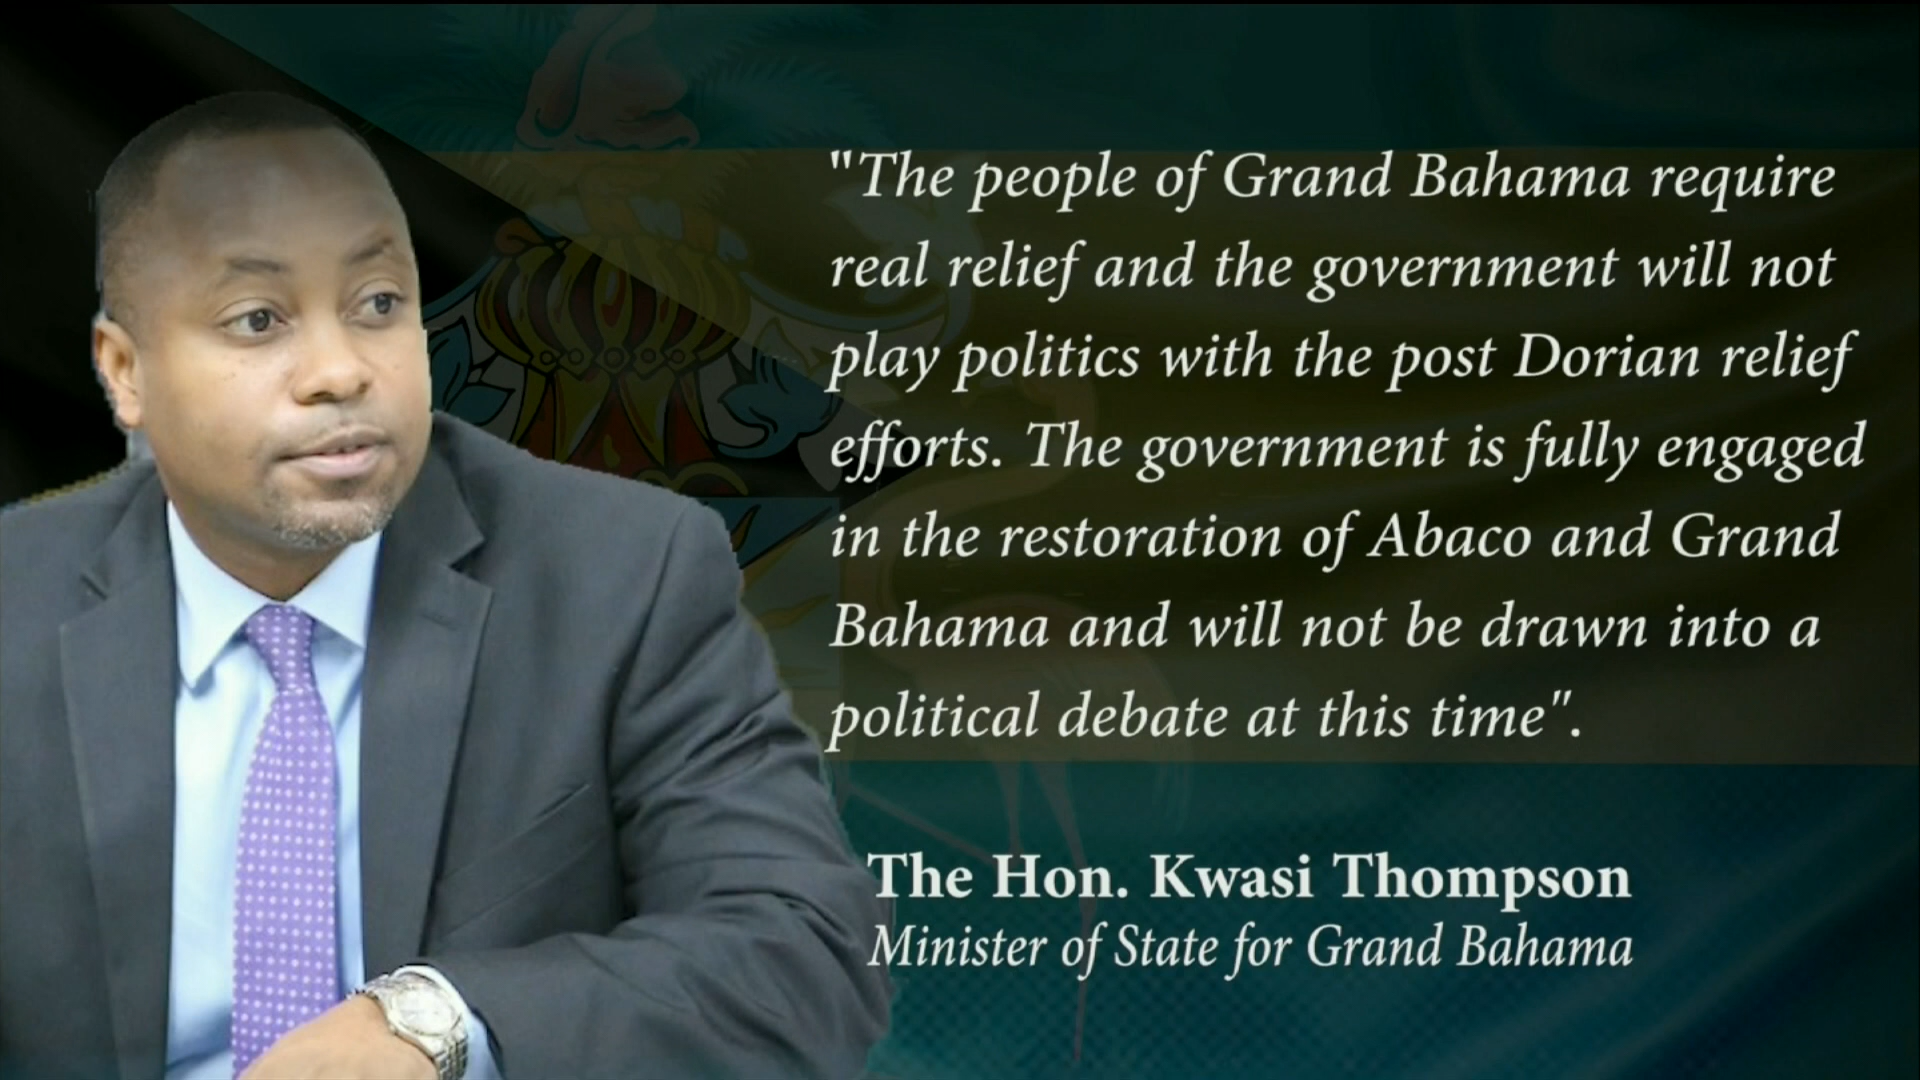 "The people of Grand Bahama require
real relief and the government will not
play politics with the post Dorian relief
efforts. The government is fully engaged
in the restoration of Abaco and Grand
Bahama and will not be drawn into a
political debate at this time".
The Hon. Kwasi Thompson
Minister of State for Grand Bahama